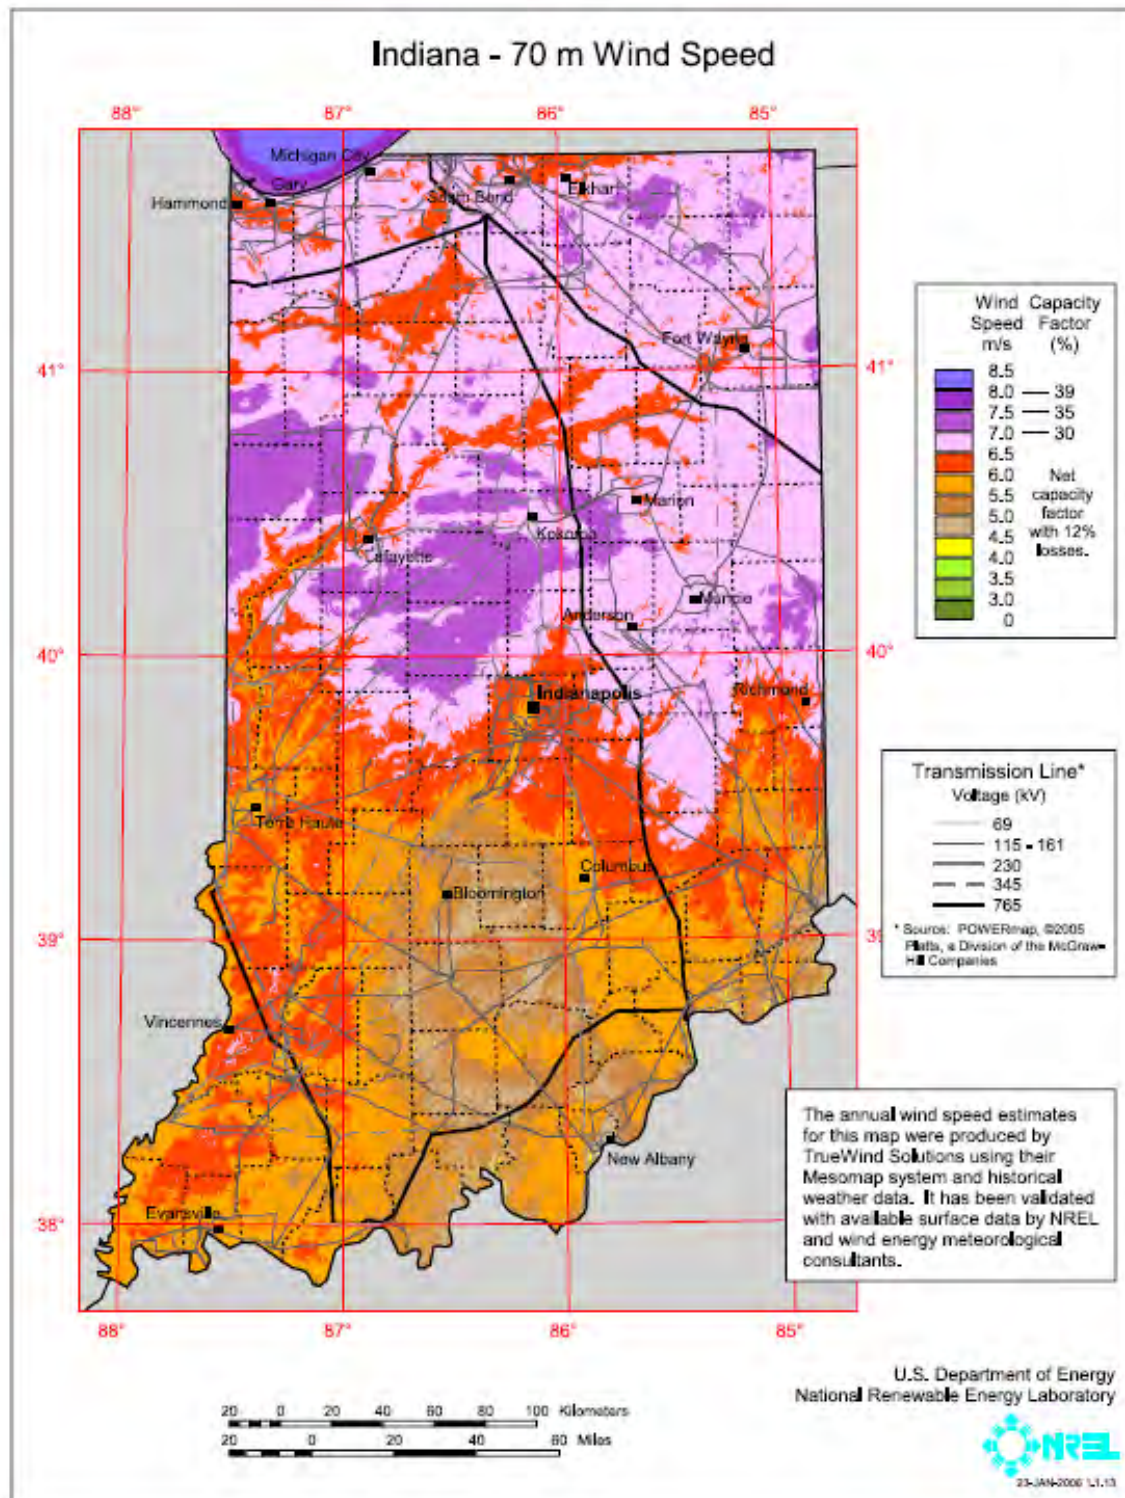 Indiana - 70 m Wind Speed
88° 87° 86° 85°
Michigan City
Gary
Hammond
South Bend
Elkhart
Fort Wayne
41° 41°
Marion
Kokomo
Lafayette
Muncie
Anderson
40° 40°
Richmond
Indianapolis
Terre Haute
Columbus
Bloomington
39° 39
Vincennes
New Albany
Evansville
38°
88° 87° 86° 85°
Wind Capacity
Speed Factor
m/s (%)
8.5
8.0 — 39
7.5 — 35
7.0 — 30
6.5
6.0 Net
5.5 capacity
5.0 factor
4.5 with 12%
4.0 losses.
3.5
3.0
0
Transmission Line*
Voltage (kV)
69
115 - 161
230
345
765
* Source: POWERmap, ©2005
Platts, a Division of the McGraw-
Hill Companies
The annual wind speed estimates
for this map were produced by
TrueWind Solutions using their
Mesomap system and historical
weather data. It has been validated
with available surface data by NREL
and wind energy meteorological
consultants.
U.S. Department of Energy
National Renewable Energy Laboratory
20 0 20 40 60 80 100 Kilometers
20 0 20 40 60 Miles
NREL
23-JAN-2006 1.1.13